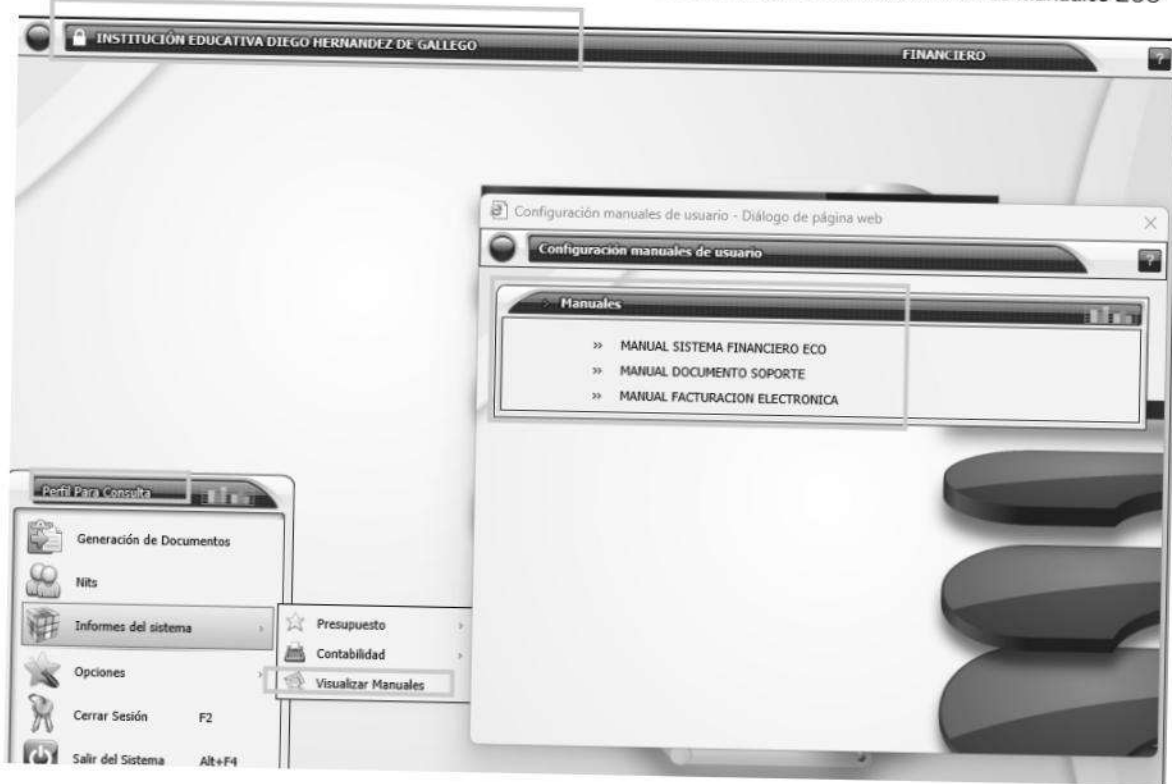 manuales ECO
INSTITUCIÓN EDUCATIVA DIEGO HERNANDEZ DE GALLEGO
FINANCIERO
?
Configuración manuales de usuario - Diálogo de página web
Configuración manuales de usuario
?
Manuales
» MANUAL SISTEMA FINANCIERO ECO
» MANUAL DOCUMENTO SOPORTE
» MANUAL FACTURACION ELECTRONICA
Perfil Para Consulta
Generación de Documentos
Nits
Informes del sistema
Opciones
Cerrar Sesión F2
Salir del Sistema Alt+F4
Presupuesto
Contabilidad
Visualizar Manuales